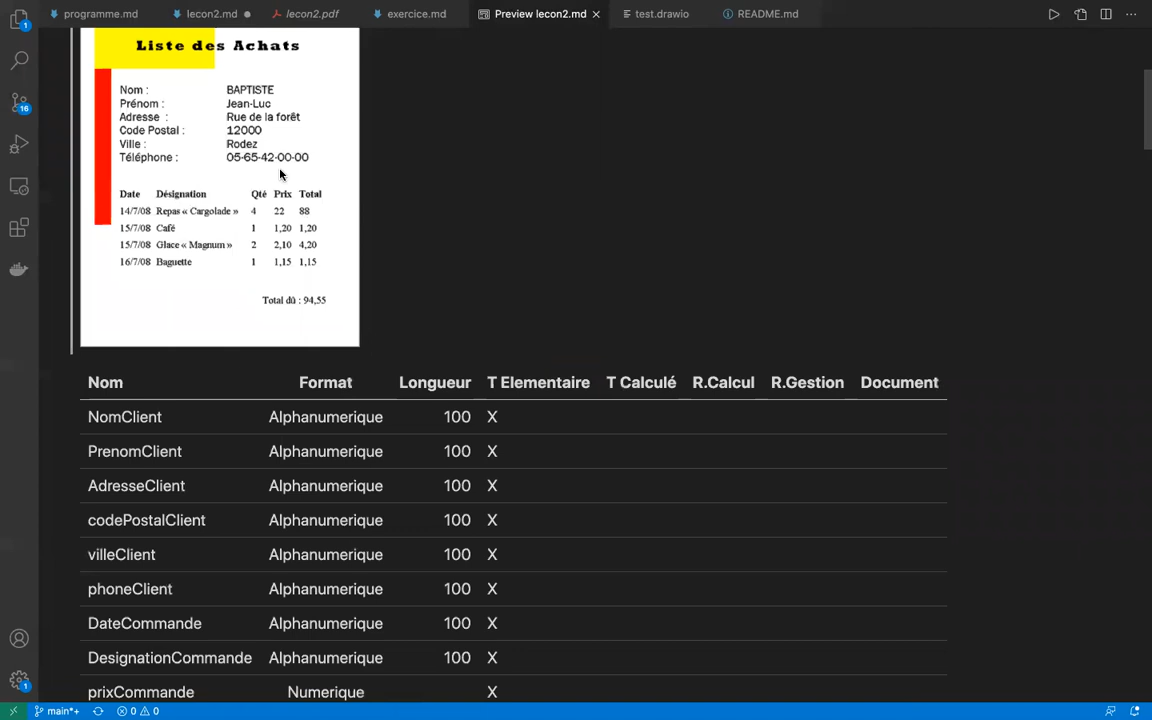 programme.md lecon2.md lecon2.pdf exercice.md Preview lecon2.md test.drawio README.md
Liste des Achats
Nom : BAPTISTE
Prénom : Jean-Luc
Adresse : Rue de la forêt
Code Postal : 12000
Ville : Rodez
Téléphone : 05-65-42-00-00
Date Désignation Qté Prix Total
14/7/08 Repas « Cargolade » 4 22 88
15/7/08 Café 1 1,20 1,20
15/7/08 Glace « Magnum » 2 2,10 4,20
16/7/08 Baguette 1 1,15 1,15
Total dû : 94,55
Nom Format Longueur T Elementaire T Calculé R.Calcul R.Gestion Document
NomClient Alphanumerique 100 X
PrenomClient Alphanumerique 100 X
AdresseClient Alphanumerique 100 X
codePostalClient Alphanumerique 100 X
villeClient Alphanumerique 100 X
phoneClient Alphanumerique 100 X
DateCommande Alphanumerique 100 X
DesignationCommande Alphanumerique 100 X
prixCommande Numerique X
1
16
1
main*+ 0 0